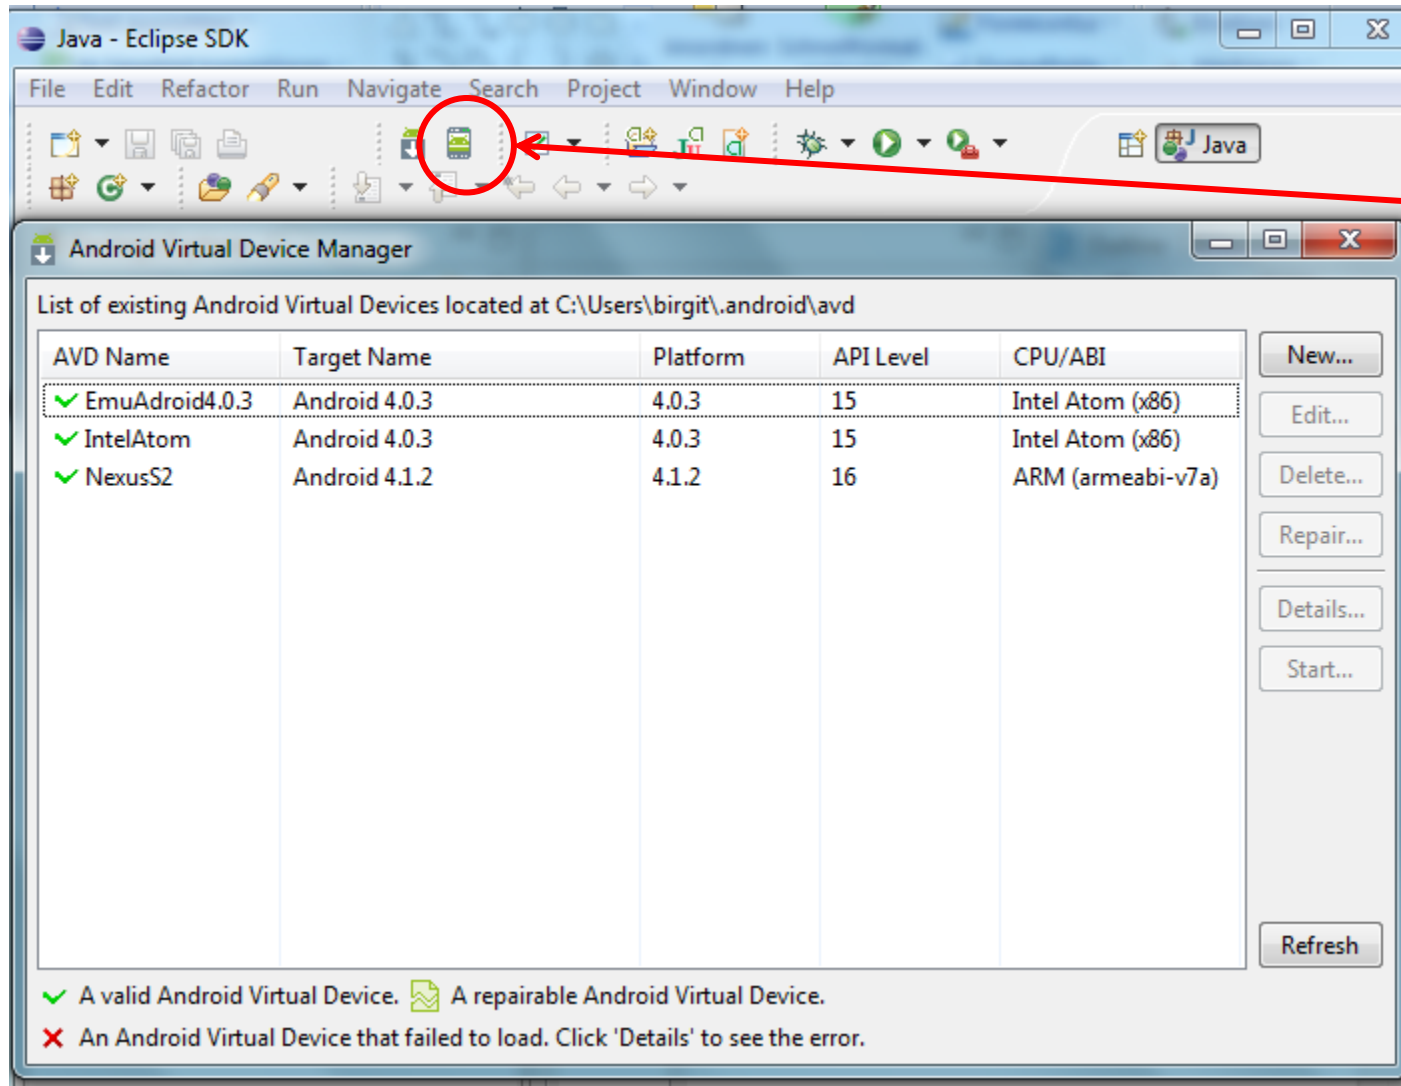 Java - Eclipse SDK
File Edit Refactor Run Navigate Search Project Window Help
Java
Android Virtual Device Manager
List of existing Android Virtual Devices located at C:\Users\birgit\.android\avd
AVD Name Target Name Platform API Level CPU/ABI New...
EmuAdroid4.0.3 Android 4.0.3 4.0.3 15 Intel Atom (x86) Edit...
IntelAtom Android 4.0.3 4.0.3 15 Intel Atom (x86)
NexusS2 Android 4.1.2 4.1.2 16 ARM (armeabi-v7a) Delete...
Repair...
Details...
Start...
Refresh
A valid Android Virtual Device. A repairable Android Virtual Device.
An Android Virtual Device that failed to load. Click 'Details' to see the error.